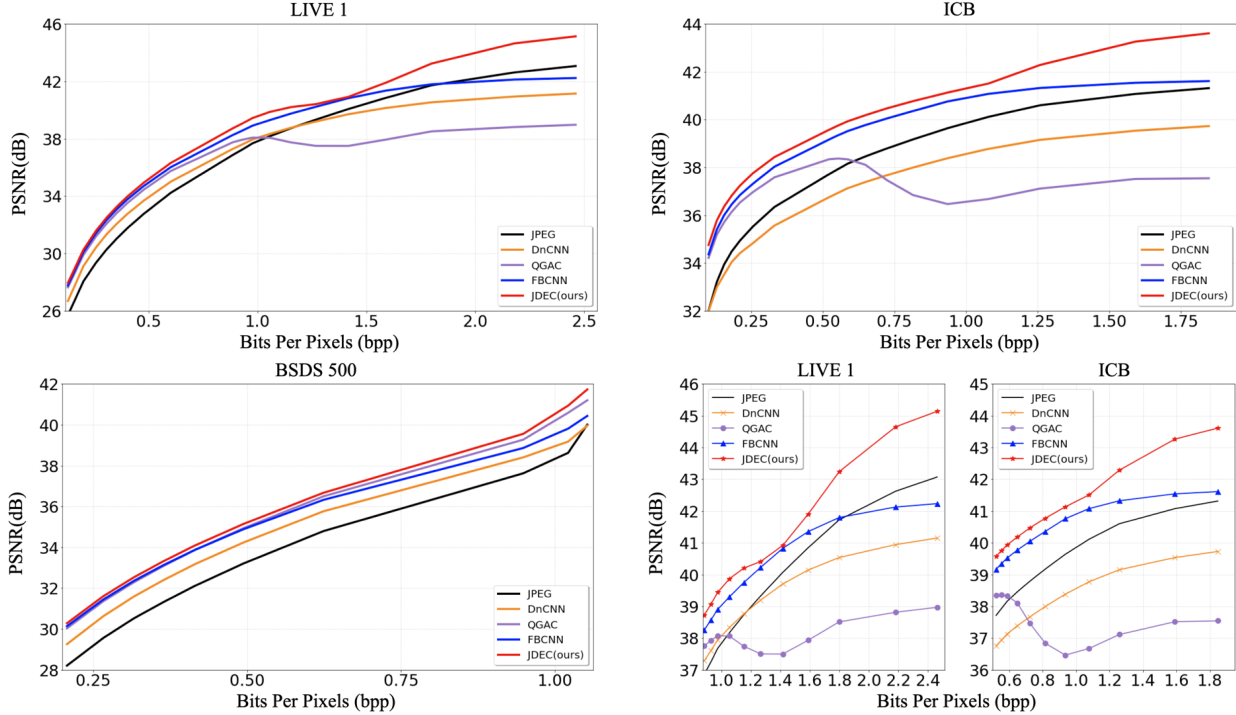 LIVE 1
46
42
38
34
30
26
PSNR(dB)
0.5 1.0 1.5 2.0 2.5
Bits Per Pixels (bpp)
JPEG
DnCNN
QGAC
FBCNN
JDEC(ours)
ICB
44
42
40
38
36
34
32
PSNR(dB)
0.25 0.50 0.75 1.00 1.25 1.50 1.75
Bits Per Pixels (bpp)
JPEG
DnCNN
QGAC
FBCNN
JDEC(ours)
BSDS 500
42
40
38
36
34
32
30
28
PSNR(dB)
0.25 0.50 0.75 1.00
Bits Per Pixels (bpp)
JPEG
DnCNN
QGAC
FBCNN
JDEC(ours)
LIVE 1
46
45
44
43
42
41
40
39
38
37
PSNR(dB)
1.0 1.2 1.4 1.6 1.8 2.0 2.2 2.4
JPEG
DnCNN
QGAC
FBCNN
JDEC(ours)
ICB
45
44
43
42
41
40
39
38
37
36
0.6 0.8 1.0 1.2 1.4 1.6 1.8
JPEG
DnCNN
QGAC
FBCNN
JDEC(ours)
Bits Per Pixels (bpp)